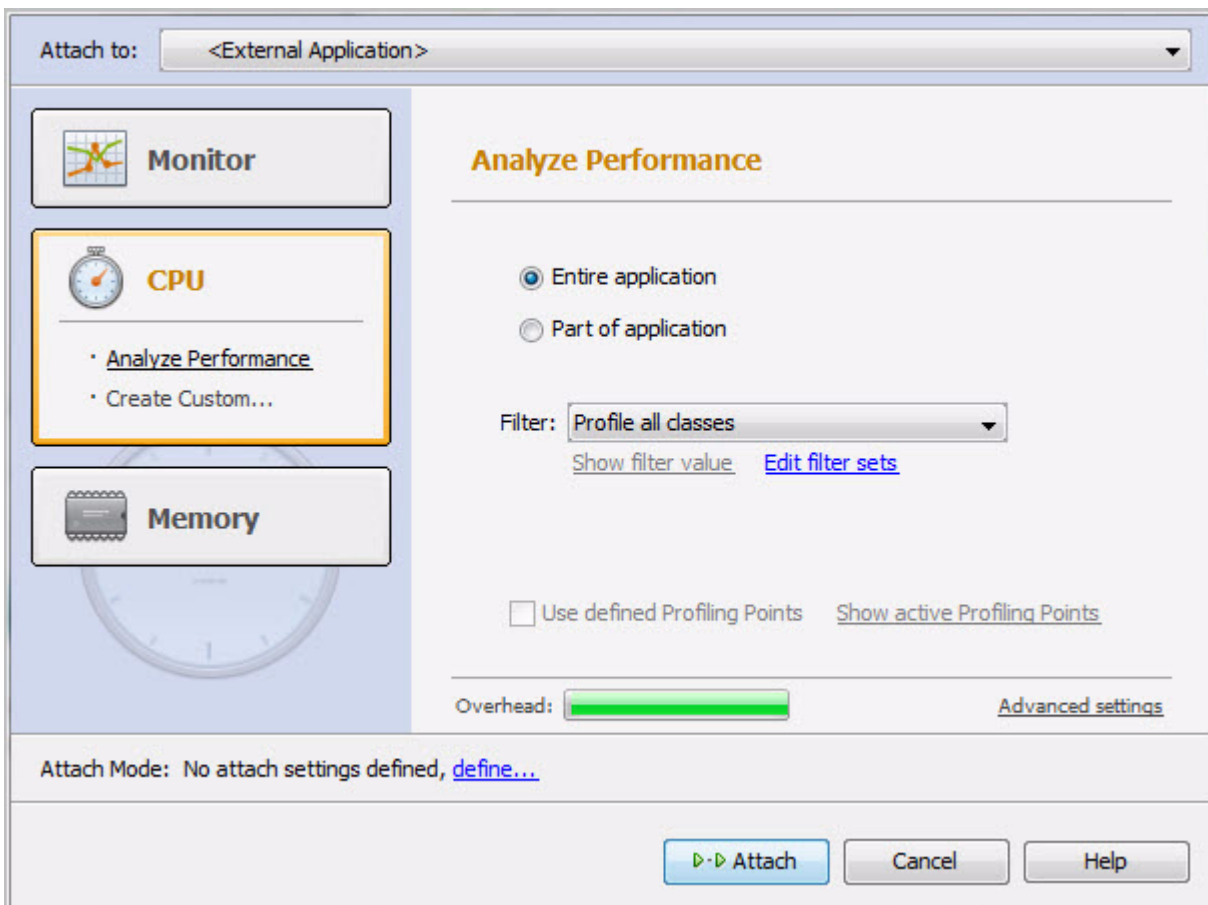 Attach to: <External Application>
Monitor
CPU
· Analyze Performance
· Create Custom...
Memory
Analyze Performance
Entire application
Part of application
Filter: Profile all classes
Show filter value Edit filter sets
Use defined Profiling Points Show active Profiling Points
Overhead: Advanced settings
Attach Mode: No attach settings defined, define...
Attach Cancel Help